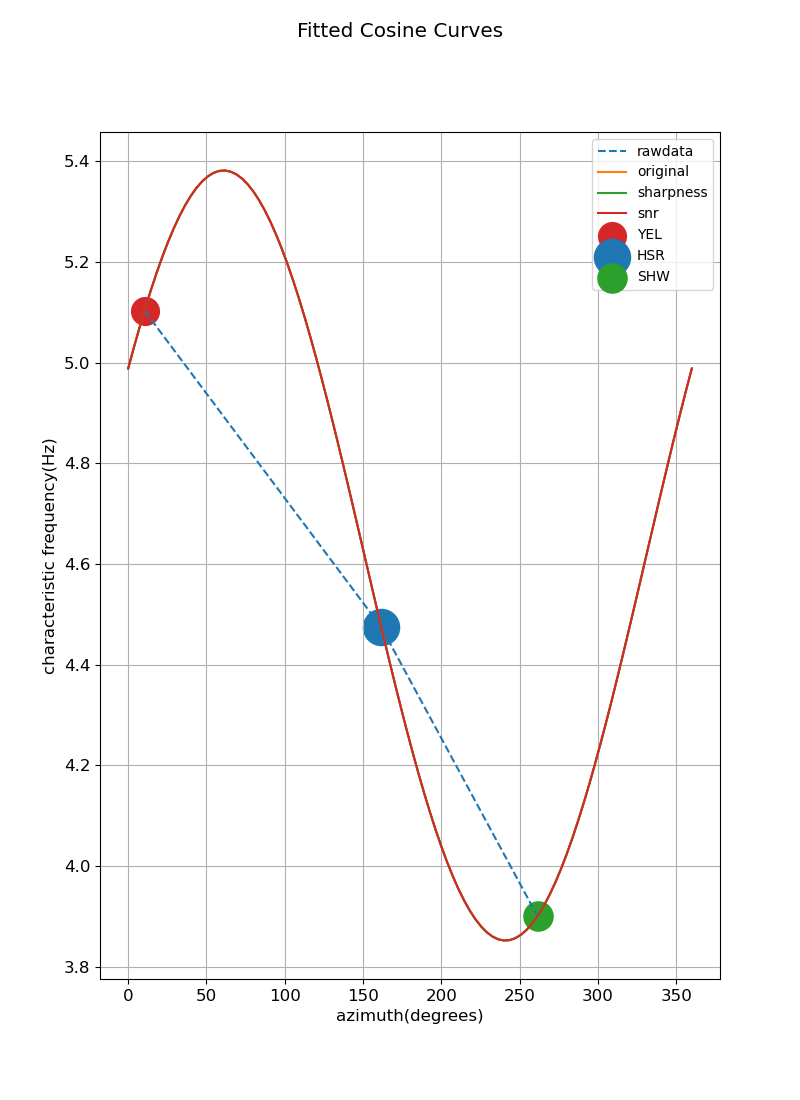 Fitted Cosine Curves
rawdata
original
sharpness
snr
YEL
HSR
SHW
5.4
5.2
5.0
4.8
4.6
4.4
4.2
4.0
3.8
characteristic frequency(Hz)
0 50 100 150 200 250 300 350
azimuth(degrees)